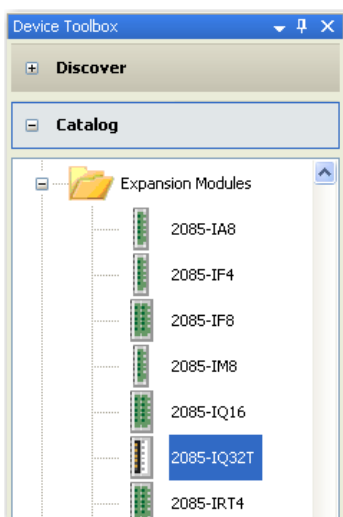 Device Toolbox
Discover
Catalog
Expansion Modules
2085-IA8
2085-IF4
2085-IF8
2085-IM8
2085-IQ16
2085-IQ32T
2085-IRT4